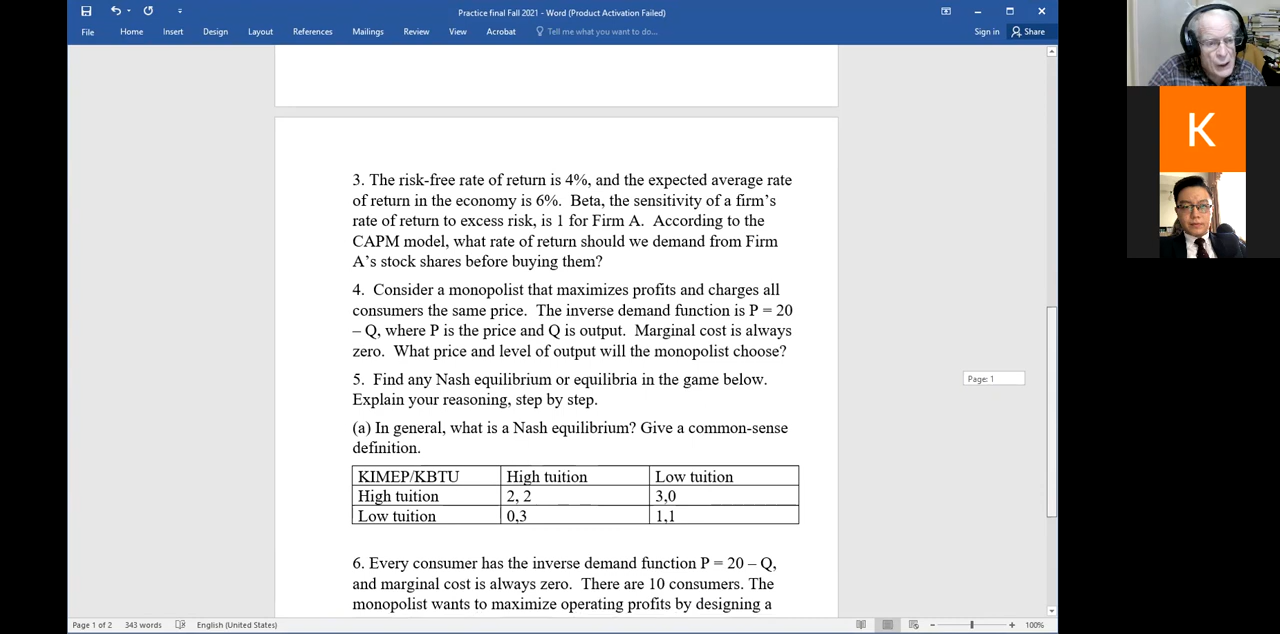 Practice final Fall 2021 - Word (Product Activation Failed)
File Home Insert Design Layout References Mailings Review View Acrobat Tell me what you want to do... Sign in Share
3. The risk-free rate of return is 4%, and the expected average rate
of return in the economy is 6%. Beta, the sensitivity of a firm's
rate of return to excess risk, is 1 for Firm A. According to the
CAPM model, what rate of return should we demand from Firm
A's stock shares before buying them?
4. Consider a monopolist that maximizes profits and charges all
consumers the same price. The inverse demand function is P = 20
– Q, where P is the price and Q is output. Marginal cost is always
zero. What price and level of output will the monopolist choose?
5. Find any Nash equilibrium or equilibria in the game below.
Explain your reasoning, step by step.
(a) In general, what is a Nash equilibrium? Give a common-sense
definition.
KIMEP/KBTU High tuition Low tuition
High tuition 2, 2 3,0
Low tuition 0,3 1,1
6. Every consumer has the inverse demand function P = 20 – Q,
and marginal cost is always zero. There are 10 consumers. The
monopolist wants to maximize operating profits by designing a
Page: 1
Page 1 of 2 343 words English (United States) 100%
K